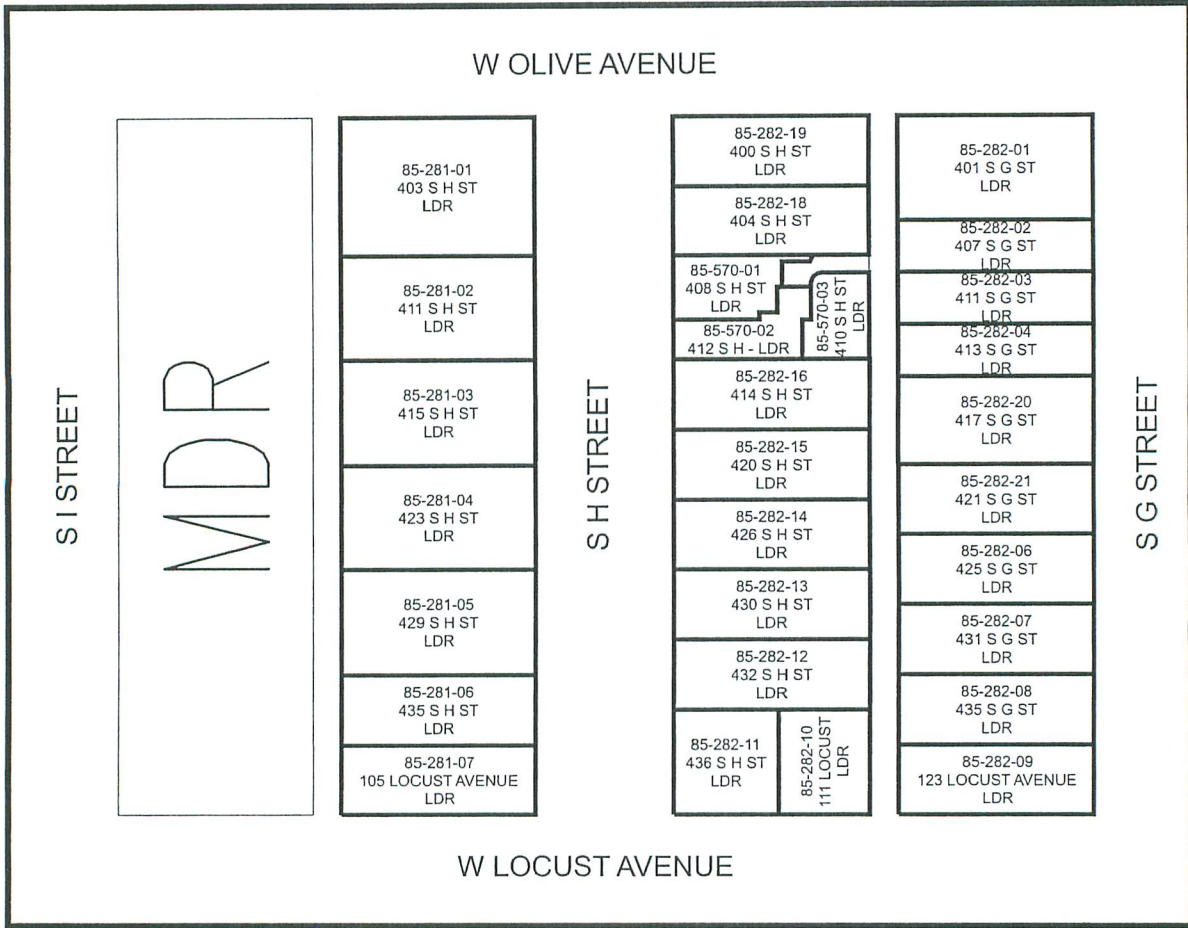 W OLIVE AVENUE
S I STREET
MDR
85-281-01
403 S H ST
LDR
85-281-02
411 S H ST
LDR
85-281-03
415 S H ST
LDR
85-281-04
423 S H ST
LDR
85-281-05
429 S H ST
LDR
85-281-06
435 S H ST
LDR
85-281-07
105 LOCUST AVENUE
LDR
S H STREET
85-282-19
400 S H ST
LDR
85-282-18
404 S H ST
LDR
85-570-01
408 S H ST
LDR
85-570-02
412 S H - LDR
85-570-03
410 S H ST
LDR
85-282-16
414 S H ST
LDR
85-282-15
420 S H ST
LDR
85-282-14
426 S H ST
LDR
85-282-13
430 S H ST
LDR
85-282-12
432 S H ST
LDR
85-282-11
436 S H ST
LDR
85-282-10
111 LOCUST
LDR
85-282-01
401 S G ST
LDR
85-282-02
407 S G ST
LDR
85-282-03
411 S G ST
LDR
85-282-04
413 S G ST
LDR
85-282-20
417 S G ST
LDR
85-282-21
421 S G ST
LDR
85-282-06
425 S G ST
LDR
85-282-07
431 S G ST
LDR
85-282-08
435 S G ST
LDR
85-282-09
123 LOCUST AVENUE
LDR
S G STREET
W LOCUST AVENUE